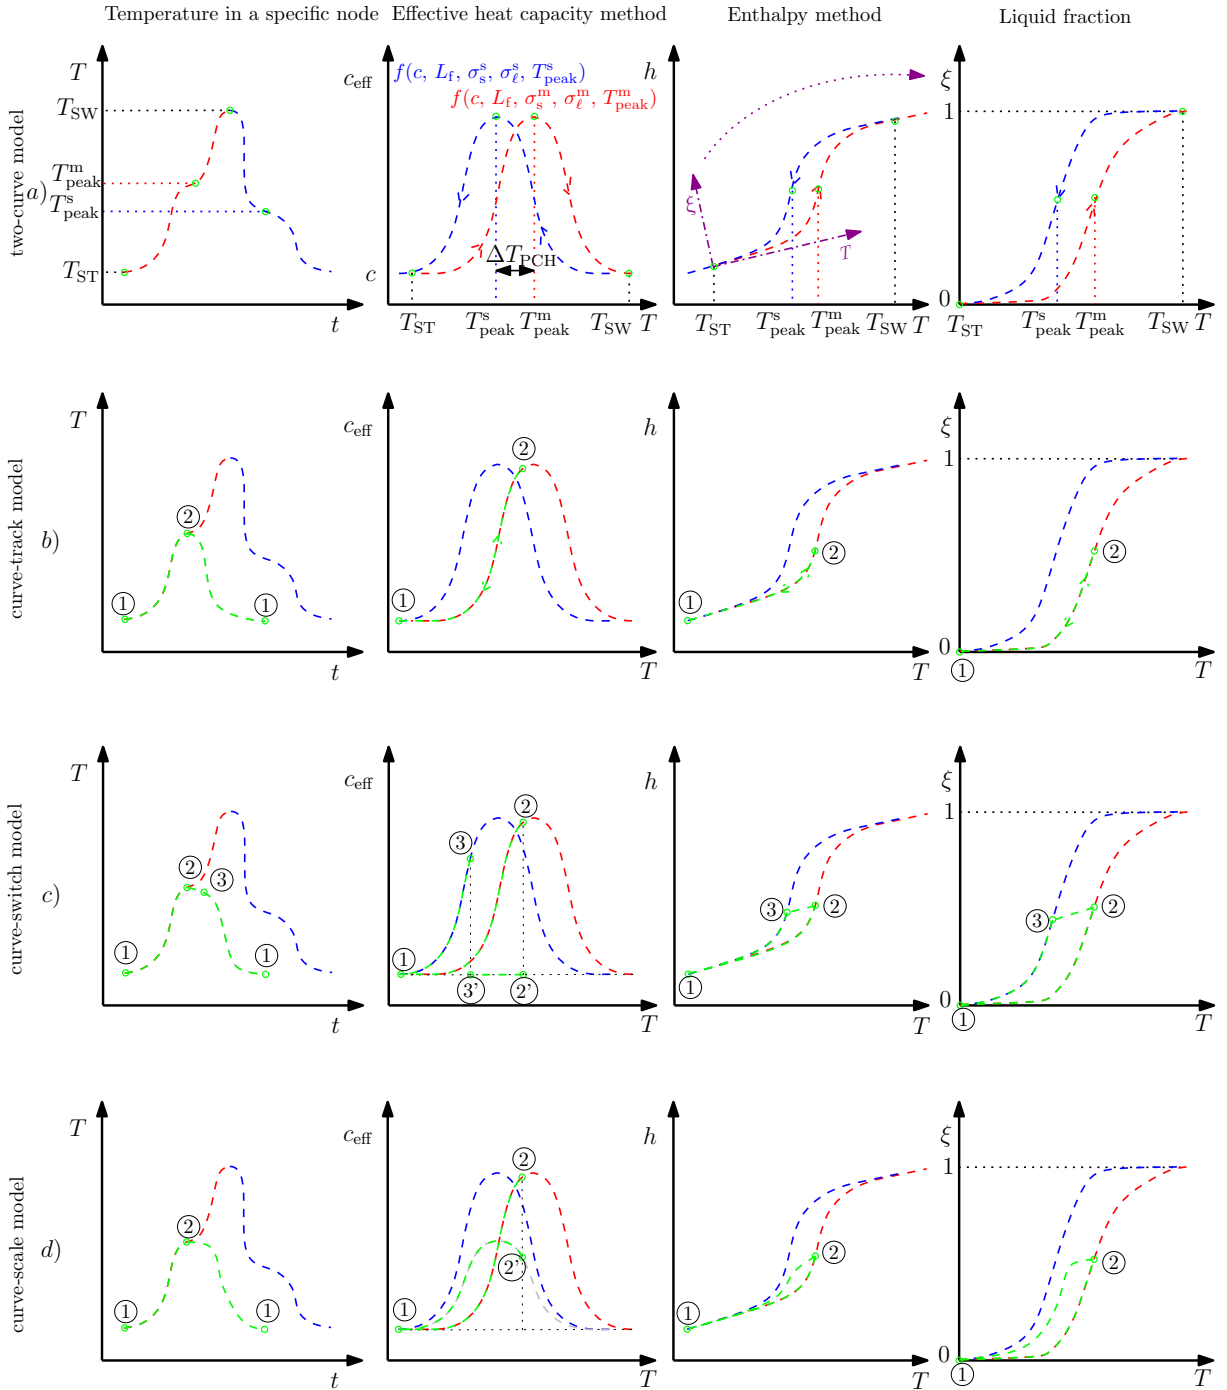 Temperature in a specific node
Effective heat capacity method
Enthalpy method
Liquid fraction
two-curve model
a)
T
T_SW
T^m_peak
T^s_peak
T_ST
t
c_eff
f(c, L_f, σ^s_s, σ^s_ℓ, T^s_peak)
f(c, L_f, σ^m_s, σ^m_ℓ, T^m_peak)
ΔT_PCH
c
T_ST T^s_peak T^m_peak T_SW T
h
ξ
T
T_ST T^s_peak T^m_peak T_SW T
ξ
1
0
T_ST T^s_peak T^m_peak T_SW T
curve-track model
b)
T
2
1
1
t
c_eff
2
1
T
h
2
1
T
ξ
1
2
0
1
T
curve-switch model
c)
T
2
3
1
1
t
c_eff
2
3
1
3'
2'
T
h
3
2
1
T
ξ
1
3
2
0
1
T
curve-scale model
d)
T
2
1
1
t
c_eff
2
2'
1
T
h
2
1
T
ξ
1
2
0
1
T